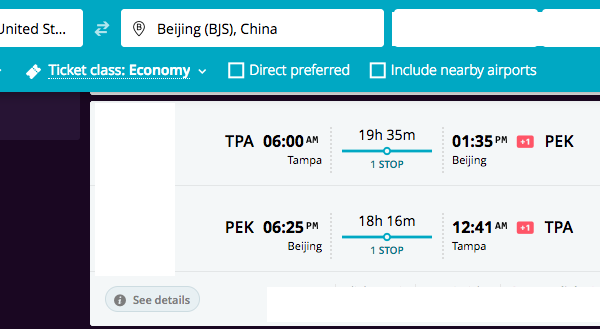 United St...
Beijing (BJS), China
Ticket class: Economy
Direct preferred
Include nearby airports
TPA 06:00 AM 19h 35m 01:35 PM +1 PEK
Tampa 1 STOP Beijing
PEK 06:25 PM 18h 16m 12:41 AM +1 TPA
Beijing 1 STOP Tampa
See details